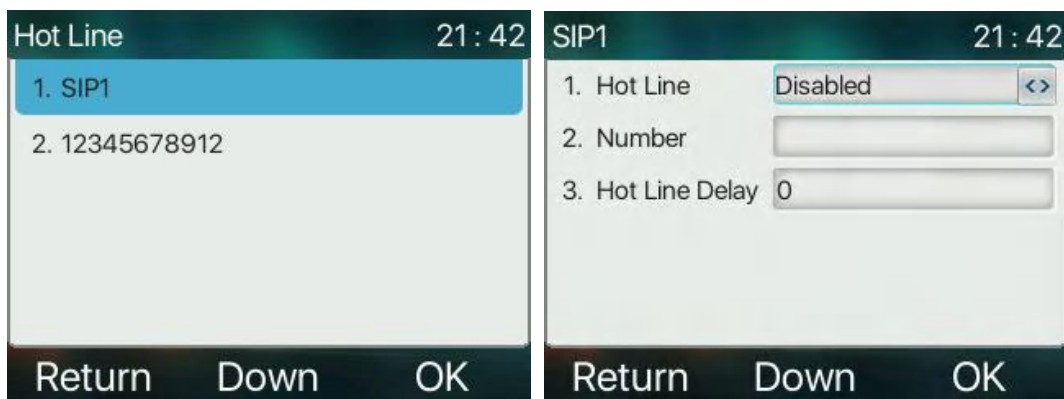 Hot Line 21:42
1. SIP1
2. 12345678912
Return Down OK
SIP1 21:42
1. Hot Line Disabled <>
2. Number
3. Hot Line Delay 0
Return Down OK